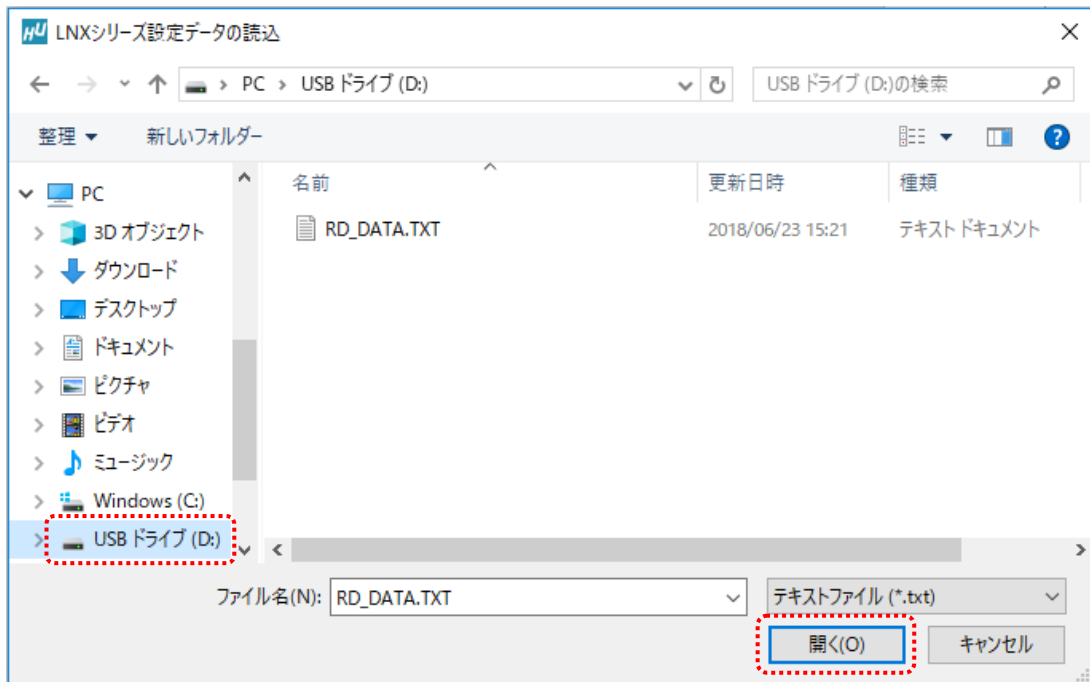 HU LNXシリーズ設定データの読込
PC › USB ドライブ (D:)
USB ドライブ (D:)の検索
整理
新しいフォルダー
?
名前 更新日時 種類
RD_DATA.TXT 2018/06/23 15:21 テキスト ドキュメント
PC
3D オブジェクト
ダウンロード
デスクトップ
ドキュメント
ピクチャ
ビデオ
ミュージック
Windows (C:)
USB ドライブ (D:)
ファイル名(N): RD_DATA.TXT テキストファイル (*.txt)
開く(O) キャンセル